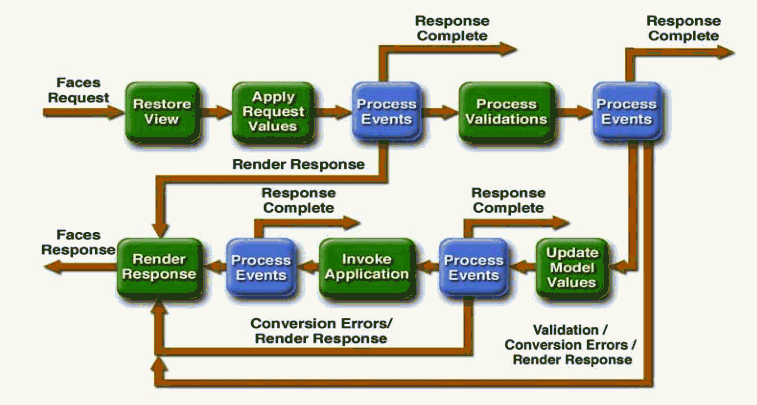 Response
Complete
Response
Complete
Faces
Request
Restore
View
Apply
Request
Values
Process
Events
Process
Validations
Process
Events
Render Response
Response
Complete
Response
Complete
Faces
Response
Render
Response
Process
Events
Invoke
Application
Process
Events
Update
Model
Values
Conversion Errors/
Render Response
Validation /
Conversion Errors /
Render Response